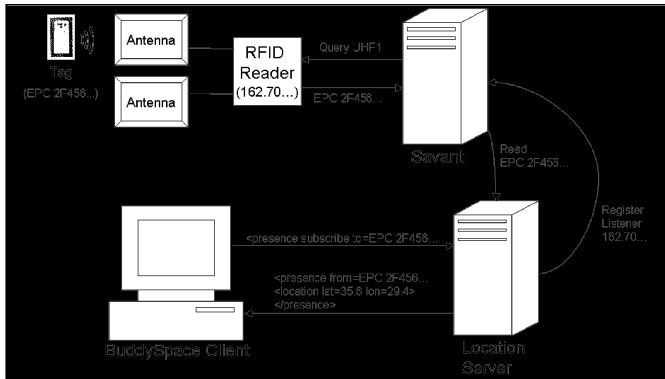 Antenna
Tag
(EPC 2F456...)
Antenna
RFID
Reader
(162.70...)
Query UHF1
EPC 2F456...
Savant
Read
EPC 2F456...
Register
Listener
162.70...
<presence subscribe to=EPC 2F456...
<presence from=EPC 2F456...
<location lat=35.6 lon=29.4>
</presence>
BuddySpace Client
Location
Server